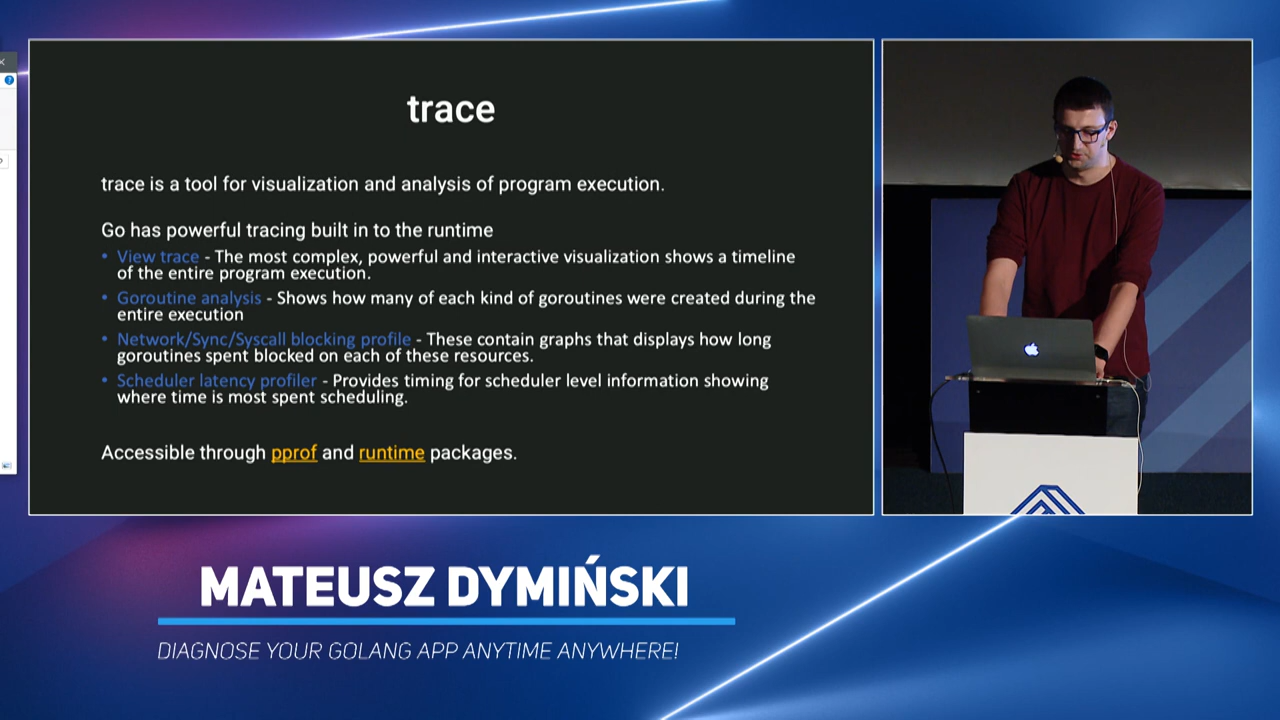 trace
trace is a tool for visualization and analysis of program execution.
Go has powerful tracing built in to the runtime
• View trace - The most complex, powerful and interactive visualization shows a timeline
of the entire program execution.
• Goroutine analysis - Shows how many of each kind of goroutines were created during the
entire execution
• Network/Sync/Syscall blocking profile - These contain graphs that displays how long
goroutines spent blocked on each of these resources.
• Scheduler latency profiler - Provides timing for scheduler level information showing
where time is most spent scheduling.
Accessible through pprof and runtime packages.
MATEUSZ DYMIŃSKI
DIAGNOSE YOUR GOLANG APP ANYTIME ANYWHERE!